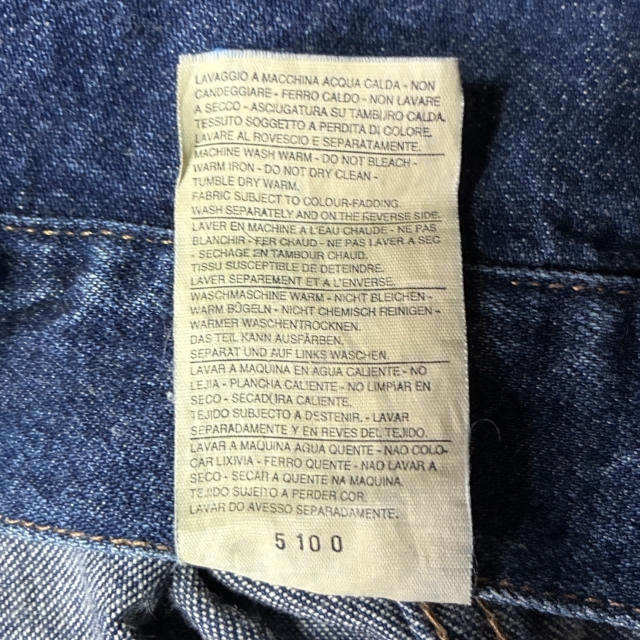 LAVAGGIO A MACCHINA ACQUA CALDA - NON
CANDEGGIARE - FERRO CALDO - NON LAVARE
A SECCO - ASCIUGATURA SU TAMBURO CALDA.
TESSUTO SOGGETTO A PERDITA DI COLORE.
LAVARE AL ROVESCIO E SEPARATAMENTE.
MACHINE WASH WARM - DO NOT BLEACH -
WARM IRON - DO NOT DRY CLEAN -
TUMBLE DRY WARM.
FABRIC SUBJECT TO COLOUR-FADDING.
WASH SEPARATELY AND ON THE REVERSE SIDE.
LAVER EN MACHINE A L'EAU CHAUDE - NE PAS
BLANCHIR - FER CHAUD - NE PAS LAVER A SEC
- SECHAGE EN TAMBOUR CHAUD.
TISSU SUSCEPTIBLE DE DETEINDRE.
LAVER SEPAREMENT ET A L'ENVERSE.
WASCHMASCHINE WARM - NICHT BLEICHEN -
WARM BÜGELN - NICHT CHEMISCH REINIGEN -
WARMER WASCHENTROCKNEN.
DAS TEIL KANN AUSFÄRBEN.
SEPARAT UND AUF LINKS WASCHEN.
LAVAR A MAQUINA EN AGUA CALIENTE - NO
LEJIA - PLANCHA CALIENTE - NO LIMPIAR EN
SECO - SECADORA CALIENTE.
TEJIDO SUBJECTO A DESTENIR. - LAVAR
SEPARADAMENTE Y EN REVES DEL TEJIDO.
LAVAR A MAQUINA AGUA QUENTE - NAO COLO-
CAR LIXIVIA - FERRO QUENTE - NAO LAVAR A
SECO - SECAR A QUENTE NA MAQUINA.
TEJIDO SUJEITO A PERDER COR.
LAVAR DO AVESSO SEPARADAMENTE.
5 10 0